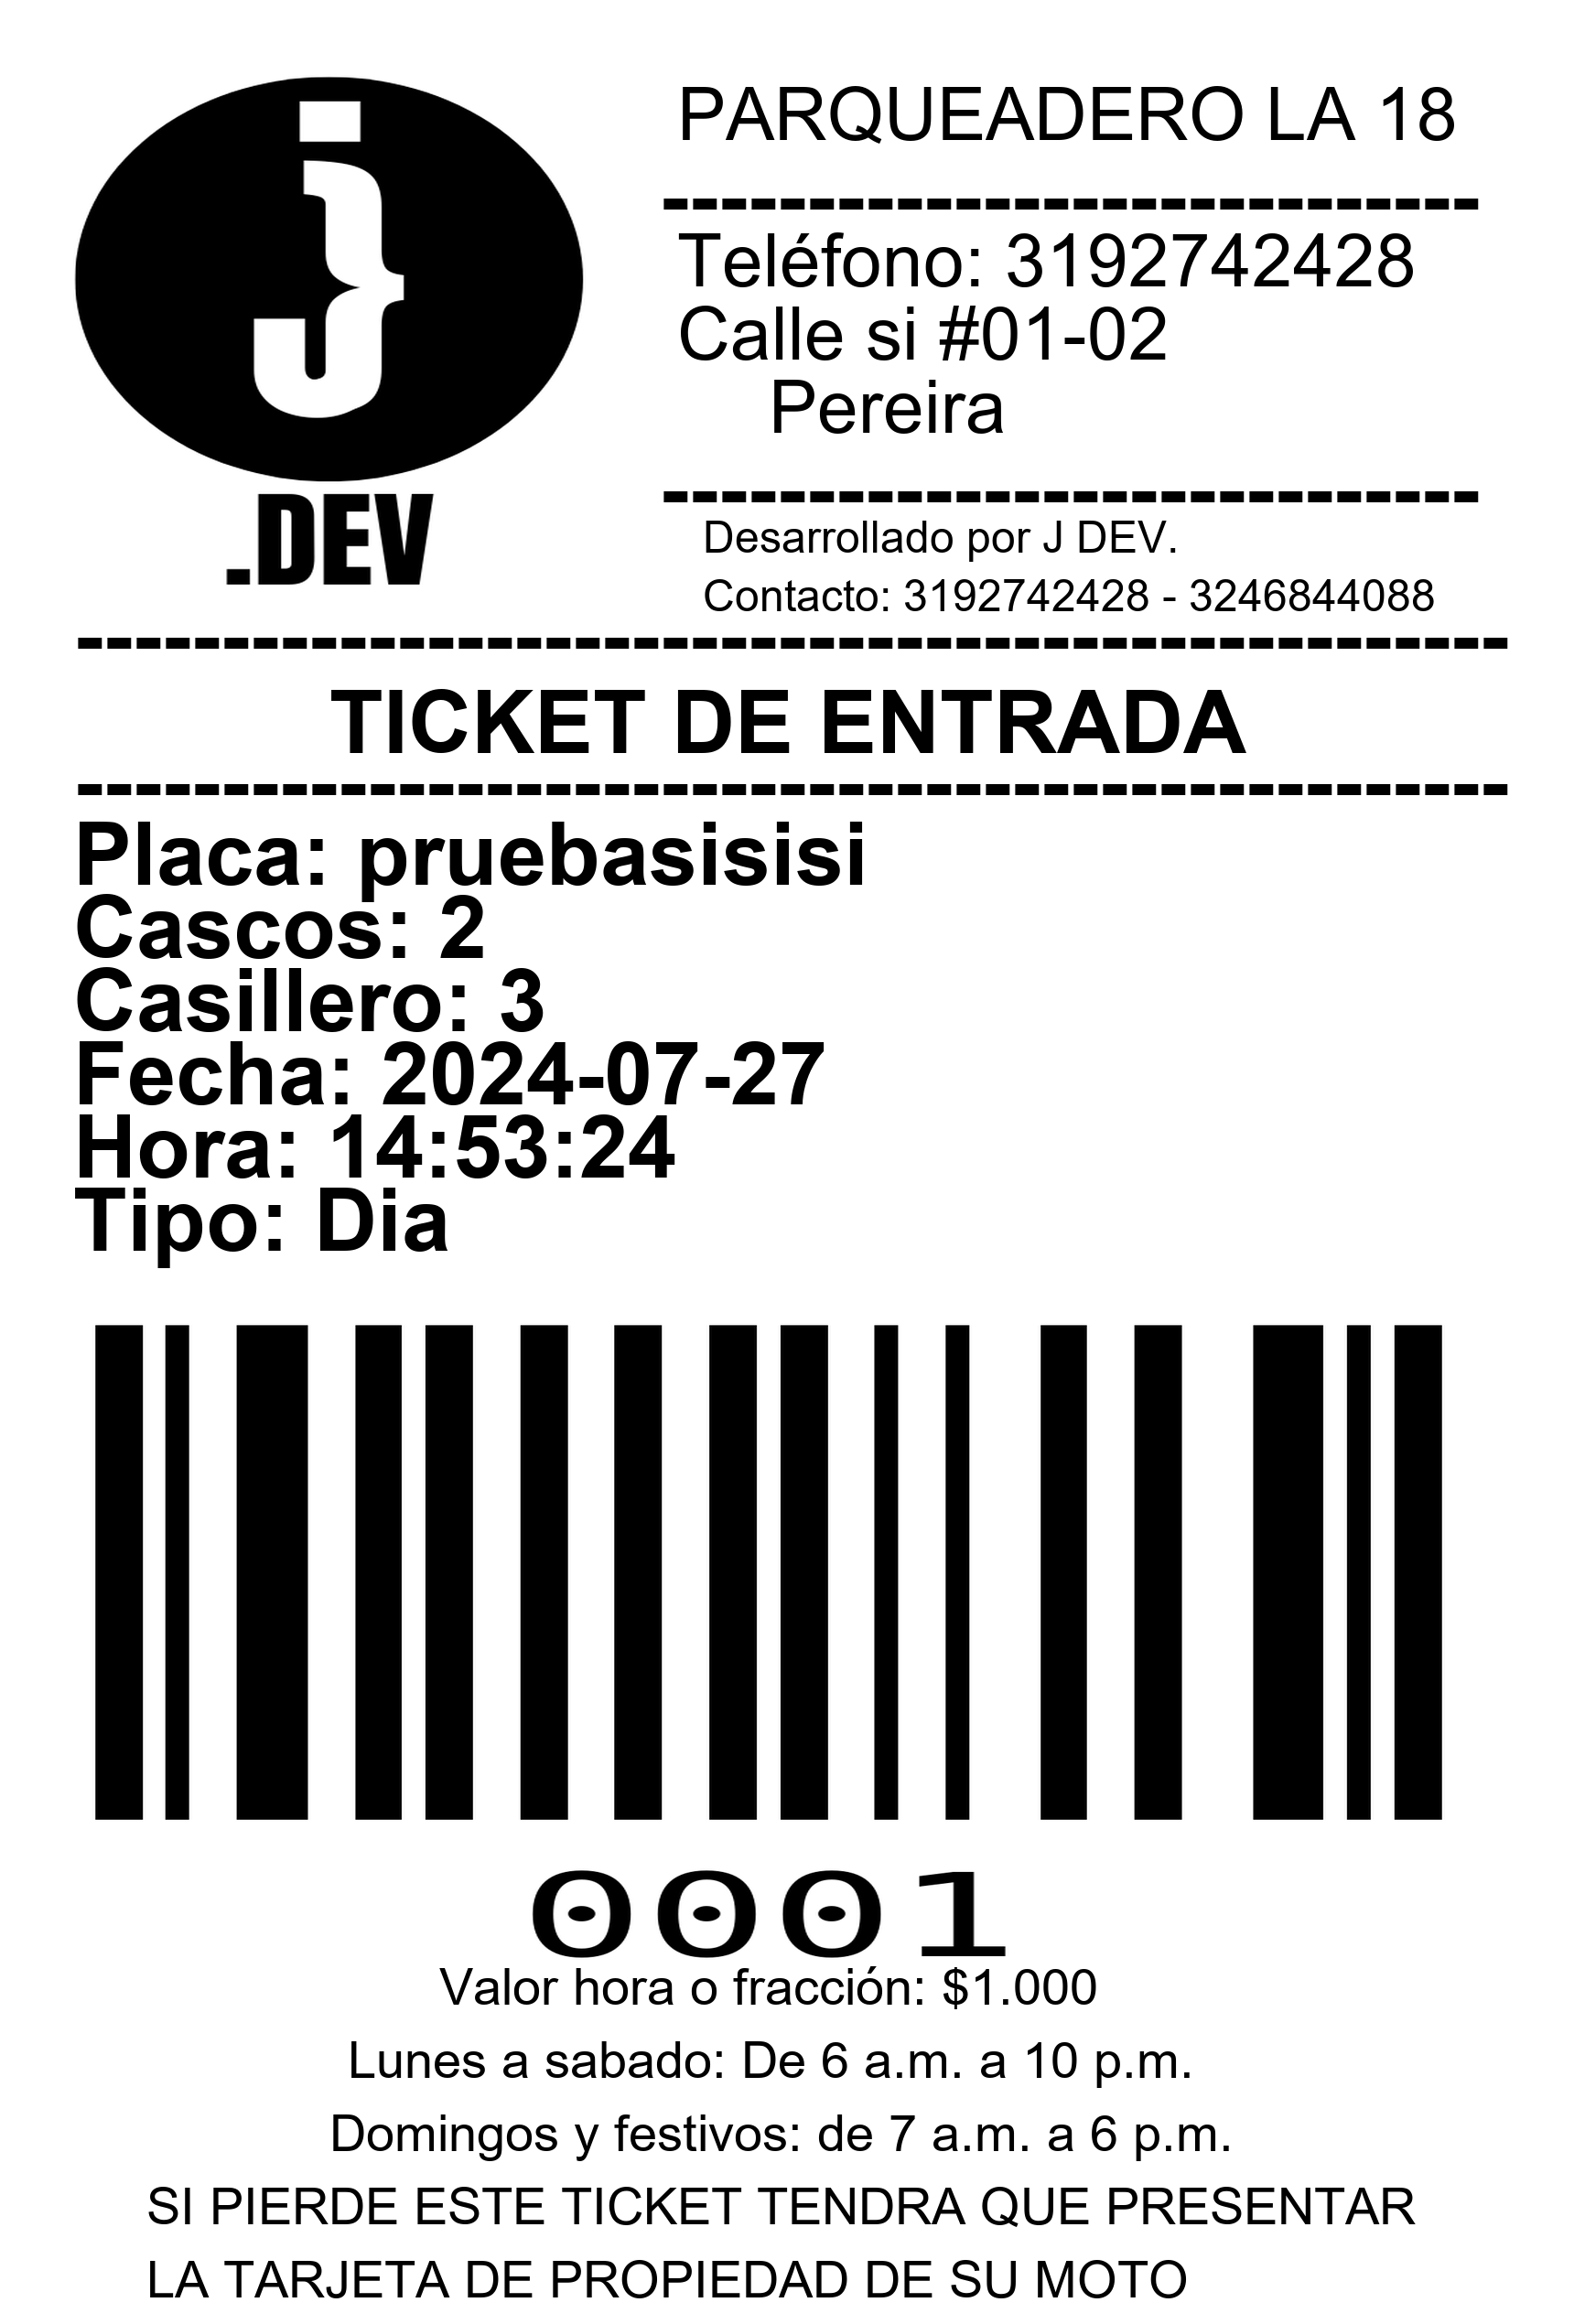 j
.DEV
PARQUEADERO LA 18
----------------------------
Teléfono: 3192742428
Calle si #01-02
Pereira
----------------------------
Desarrollado por J DEV.
Contacto: 3192742428 - 3246844088
-------------------------------------------------
TICKET DE ENTRADA
-------------------------------------------------
Placa: pruebasisisi
Cascos: 2
Casillero: 3
Fecha: 2024-07-27
Hora: 14:53:24
Tipo: Dia
0001
Valor hora o fracción: $1.000
Lunes a sabado: De 6 a.m. a 10 p.m.
Domingos y festivos: de 7 a.m. a 6 p.m.
SI PIERDE ESTE TICKET TENDRA QUE PRESENTAR
LA TARJETA DE PROPIEDAD DE SU MOTO